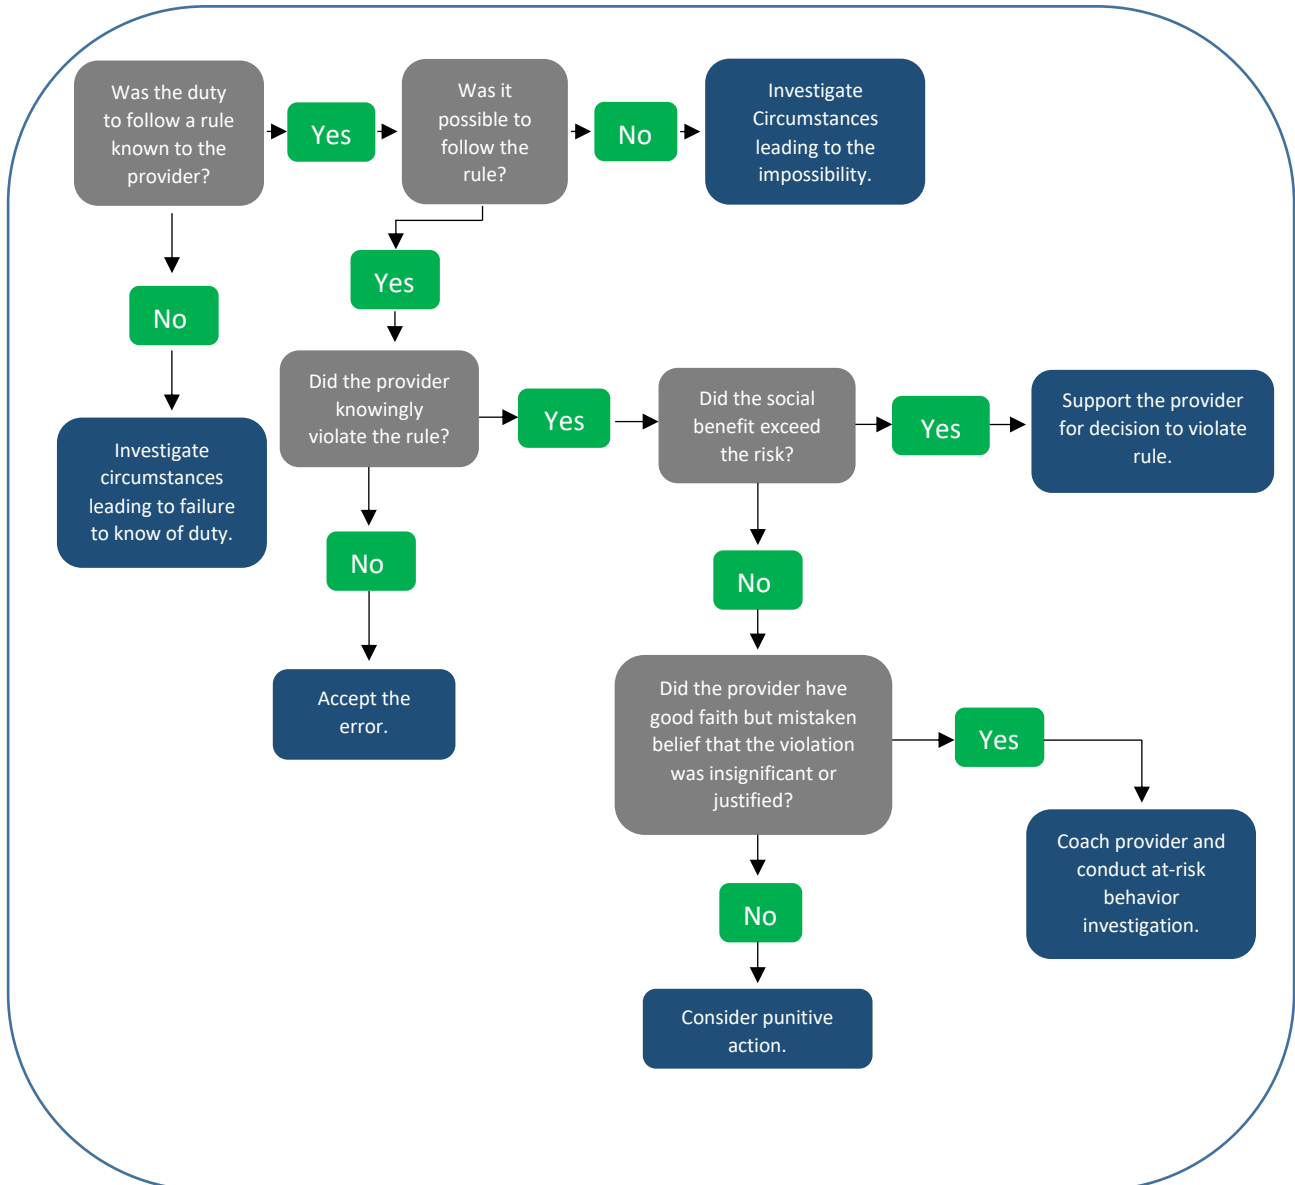 Was the duty
to follow a rule
known to the
provider?
Yes
Was it
possible to
follow the
rule?
No
Investigate
Circumstances
leading to the
impossibility.
No
Investigate
circumstances
leading to failure
to know of duty.
Yes
Did the provider
knowingly
violate the rule?
Yes
Did the social
benefit exceed
the risk?
Yes
Support the provider
for decision to violate
rule.
No
Accept the
error.
No
Did the provider have
good faith but mistaken
belief that the violation
was insignificant or
justified?
Yes
Coach provider and
conduct at-risk
behavior
investigation.
No
Consider punitive
action.